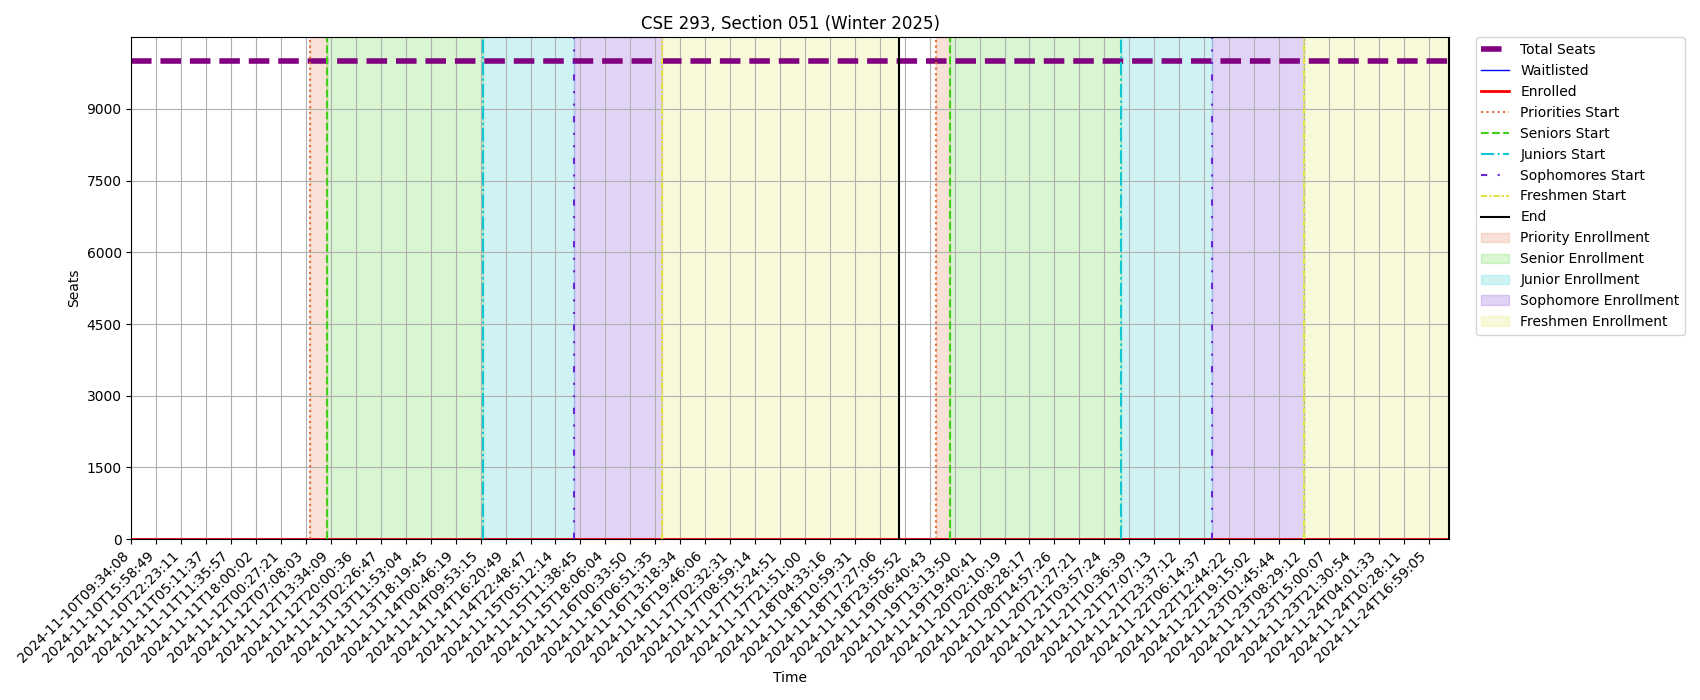 CSE 293, Section 051 (Winter 2025)
Total Seats
Waitlisted
Enrolled
Priorities Start
Seniors Start
Juniors Start
Sophomores Start
Freshmen Start
End
Priority Enrollment
Senior Enrollment
Junior Enrollment
Sophomore Enrollment
Freshmen Enrollment
Seats
9000
7500
6000
4500
3000
1500
0
2024-11-10T09:34:08
2024-11-10T15:58:49
2024-11-10T22:23:11
2024-11-11T05:11:37
2024-11-11T11:35:57
2024-11-11T18:00:02
2024-11-12T00:27:21
2024-11-12T07:08:03
2024-11-12T13:34:09
2024-11-12T20:00:36
2024-11-13T02:26:47
2024-11-13T11:53:04
2024-11-13T18:19:45
2024-11-14T00:46:19
2024-11-14T09:53:15
2024-11-14T16:20:49
2024-11-14T22:48:47
2024-11-15T05:12:14
2024-11-15T11:38:45
2024-11-15T18:06:04
2024-11-16T00:33:50
2024-11-16T06:51:35
2024-11-16T13:18:34
2024-11-16T19:46:06
2024-11-17T02:32:31
2024-11-17T08:59:14
2024-11-17T15:24:51
2024-11-17T21:51:00
2024-11-18T04:33:16
2024-11-18T10:59:31
2024-11-18T17:27:06
2024-11-18T23:55:52
2024-11-19T06:40:43
2024-11-19T13:13:50
2024-11-19T19:40:41
2024-11-20T02:10:19
2024-11-20T08:28:17
2024-11-20T14:57:26
2024-11-20T21:27:21
2024-11-21T03:57:24
2024-11-21T10:36:39
2024-11-21T17:07:13
2024-11-21T23:37:12
2024-11-22T06:14:37
2024-11-22T12:44:22
2024-11-22T19:15:02
2024-11-23T01:45:44
2024-11-23T08:29:12
2024-11-23T15:00:07
2024-11-23T21:30:54
2024-11-24T04:01:33
2024-11-24T10:28:11
2024-11-24T16:59:05
Time